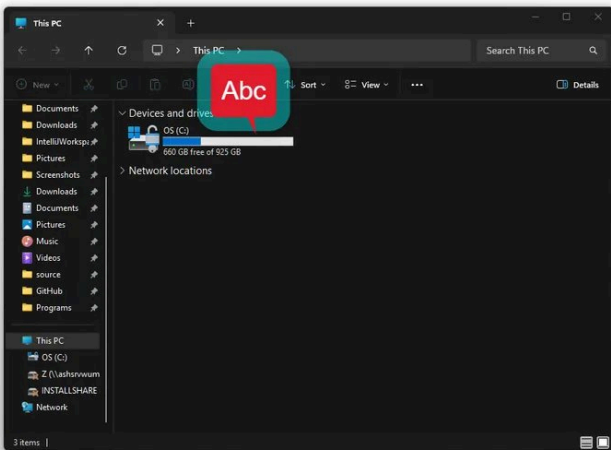 This PC
This PC
Search This PC
New
Abc
Sort
View
Details
Documents
Downloads
IntelliJWorkspa
Pictures
Screenshots
Downloads
Documents
Pictures
Music
Videos
source
GitHub
Programs
This PC
OS (C:)
Z (\\ashsrvwum
INSTALLSHARE
Network
Devices and drives
OS (C:)
660 GB free of 925 GB
Network locations
3 items